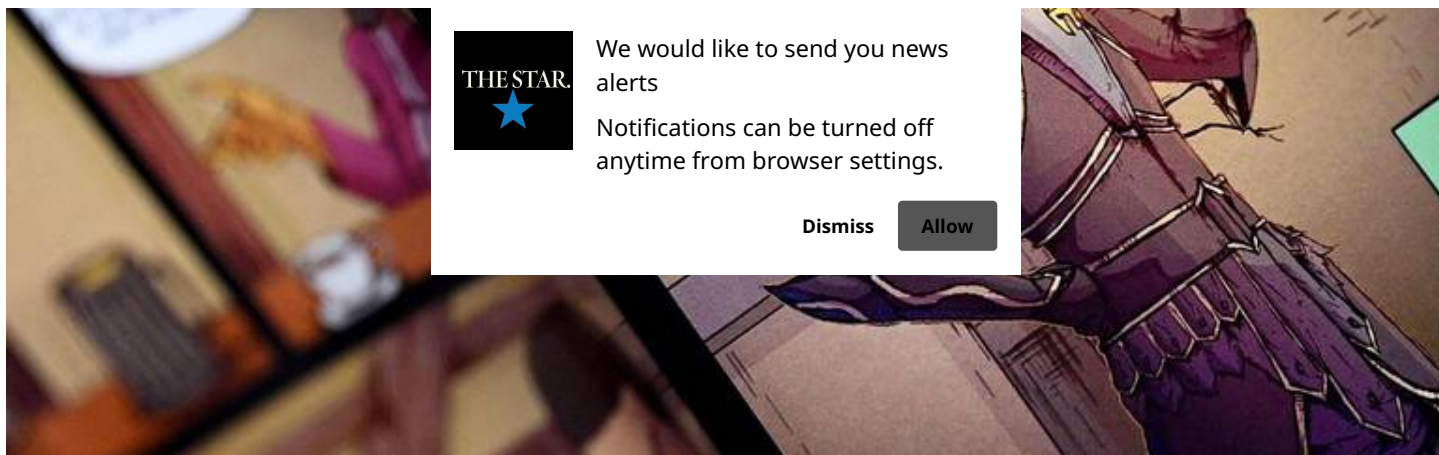 THE STAR.
We would like to send you news
alerts
Notifications can be turned off
anytime from browser settings.
Dismiss
Allow